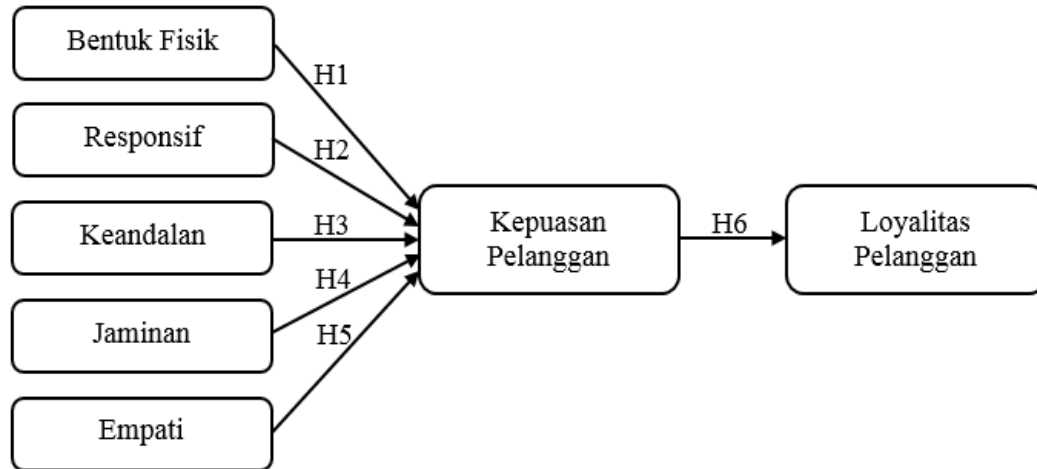 Bentuk Fisik
H1
Responsif
H2
Keandalan
H3
Jaminan
H4
Empati
H5
Kepuasan
Pelanggan
H6
Loyalitas
Pelanggan